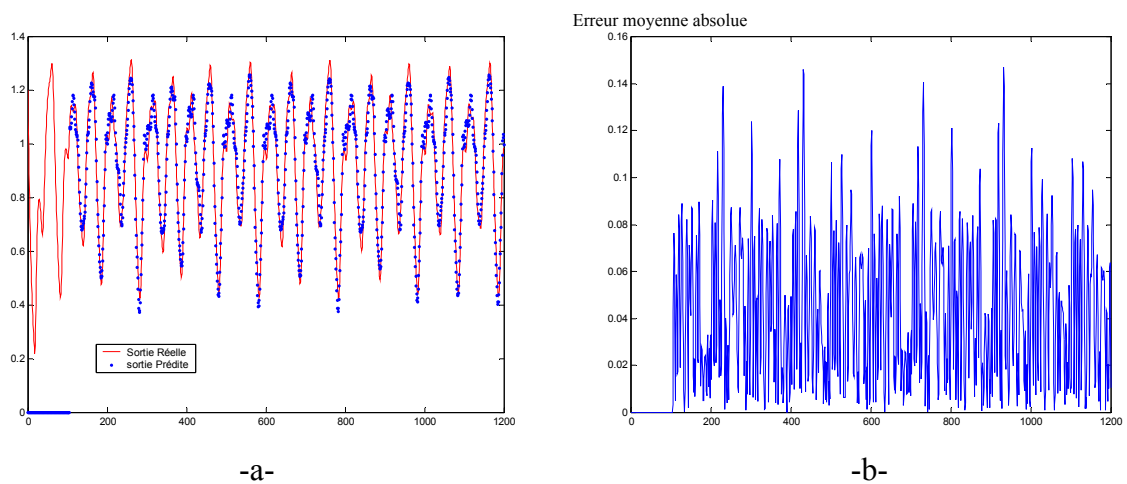 Erreur moyenne absolue
1.4
1.2
1
0.8
0.6
0.4
0.2
0
0 200 400 600 800 1000 1200
Sortie Réelle
sortie Prédite
-a-
0.16
0.14
0.12
0.1
0.08
0.06
0.04
0.02
0
0 200 400 600 800 1000 1200
-b-